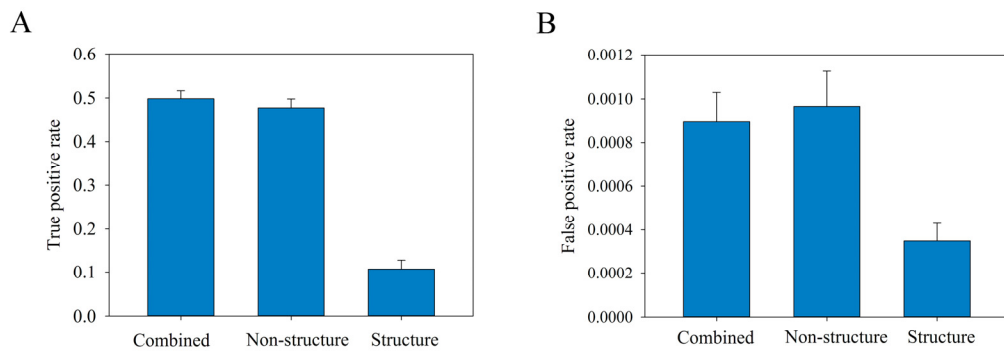 A
True positive rate
0.6
0.5
0.4
0.3
0.2
0.1
0.0
Combined Non-structure Structure
B
False positive rate
0.0012
0.0010
0.0008
0.0006
0.0004
0.0002
0.0000
Combined Non-structure Structure